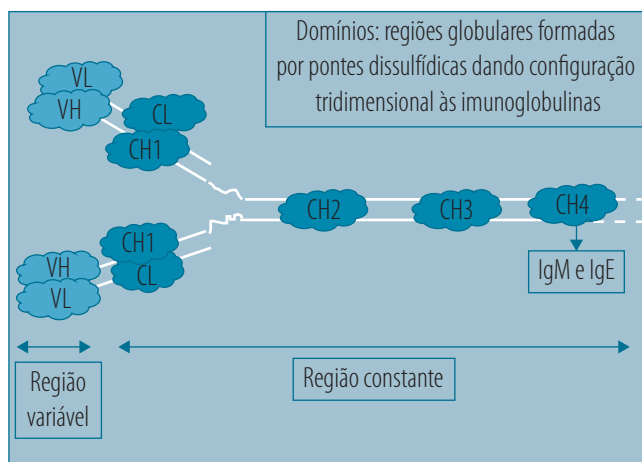 Domínios: regiões globulares formadas
por pontes dissulfídicas dando configuração
tridimensional às imunoglobulinas
VL
VH
CL
CH1
CH2
CH3
CH4
CH1
VH
CL
VL
IgM e IgE
Região
variável
Região constante